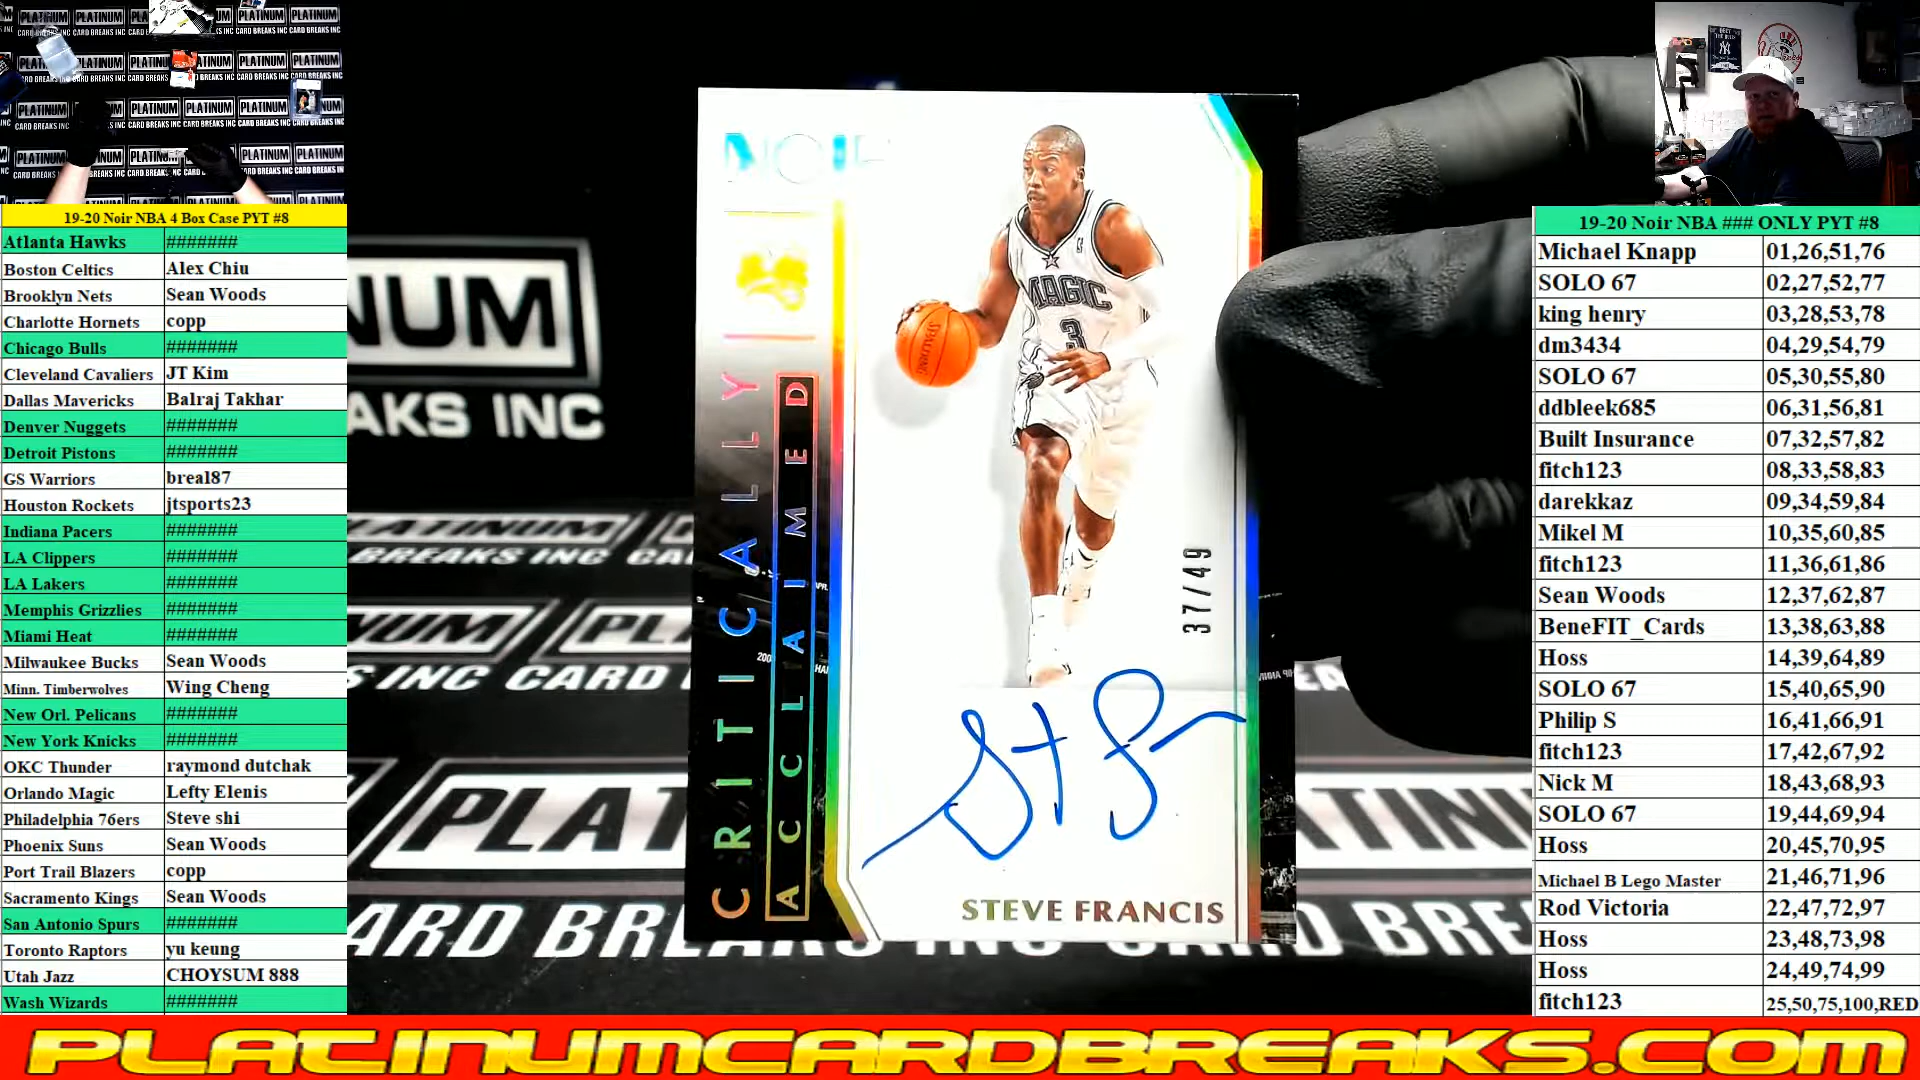 19-20 Noir NBA 4 Box Case PYT #8
Atlanta Hawks #######
Boston Celtics Alex Chiu
Brooklyn Nets Sean Woods
Charlotte Hornets copp
Chicago Bulls #######
Cleveland Cavaliers JT Kim
Dallas Mavericks Balraj Takhar
Denver Nuggets #######
Detroit Pistons #######
GS Warriors breal87
Houston Rockets jtsports23
Indiana Pacers #######
LA Clippers #######
LA Lakers #######
Memphis Grizzlies #######
Miami Heat #######
Milwaukee Bucks Sean Woods
Minn. Timberwolves Wing Cheng
New Orl. Pelicans #######
New York Knicks #######
OKC Thunder raymond dutchak
Orlando Magic Lefty Elenis
Philadelphia 76ers Steve shi
Phoenix Suns Sean Woods
Port Trail Blazers copp
Sacramento Kings Sean Woods
San Antonio Spurs #######
Toronto Raptors yu keung
Utah Jazz CHOYSUM 888
Wash Wizards #######
NOIR
CRITICALLY
ACCLAIMED
MAGIC
3
SPALDING
37/49
STEVE FRANCIS
19-20 Noir NBA ### ONLY PYT #8
Michael Knapp 01,26,51,76
SOLO 67 02,27,52,77
king henry 03,28,53,78
dm3434 04,29,54,79
SOLO 67 05,30,55,80
ddbleek685 06,31,56,81
Built Insurance 07,32,57,82
fitch123 08,33,58,83
darekkaz 09,34,59,84
Mikel M 10,35,60,85
fitch123 11,36,61,86
Sean Woods 12,37,62,87
BeneFIT_Cards 13,38,63,88
Hoss 14,39,64,89
SOLO 67 15,40,65,90
Philip S 16,41,66,91
fitch123 17,42,67,92
Nick M 18,43,68,93
SOLO 67 19,44,69,94
Hoss 20,45,70,95
Michael B Lego Master 21,46,71,96
Rod Victoria 22,47,72,97
Hoss 23,48,73,98
Hoss 24,49,74,99
fitch123 25,50,75,100,RED
PLATINUMCARDBREAKS.COM